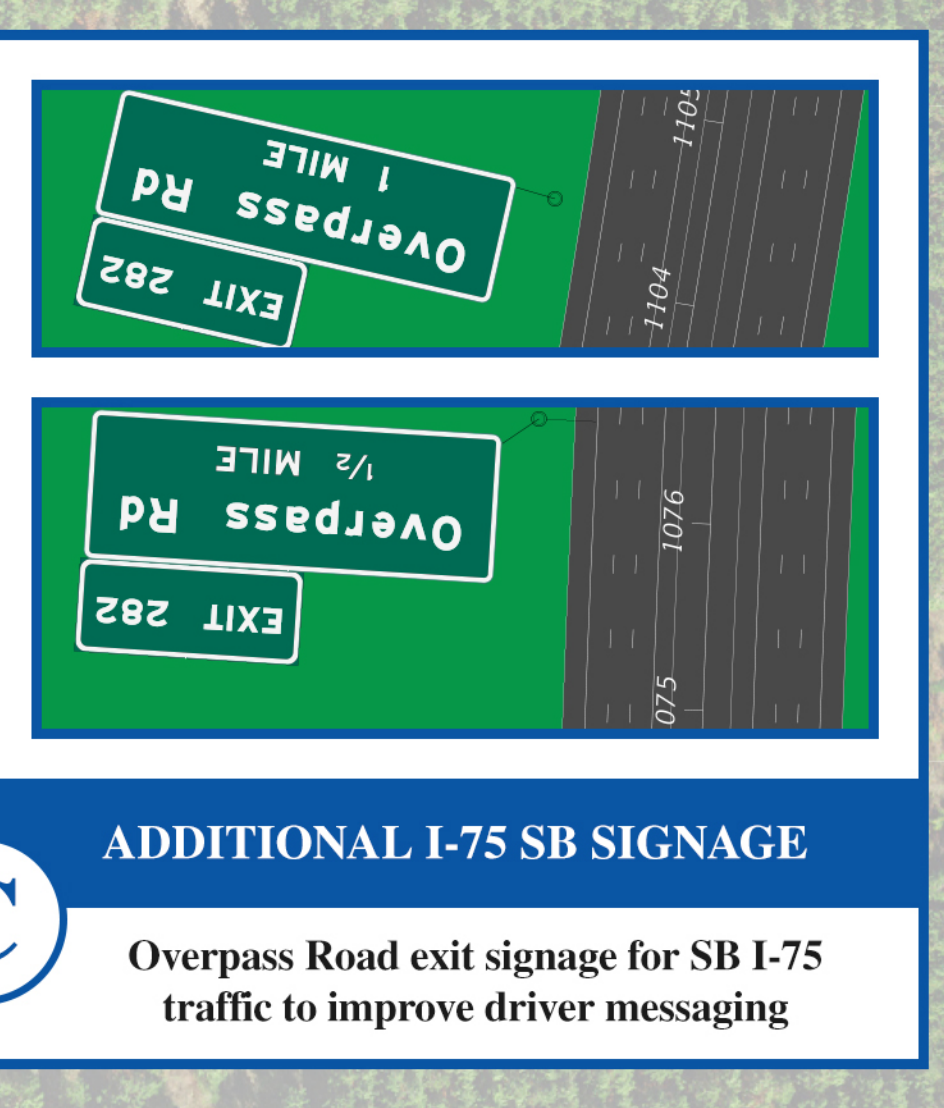 EXIT 282
Overpass Rd
1 MILE
1105
1104
EXIT 282
Overpass Rd
1/2 MILE
1076
075
ADDITIONAL I-75 SB SIGNAGE
C
Overpass Road exit signage for SB I-75
traffic to improve driver messaging